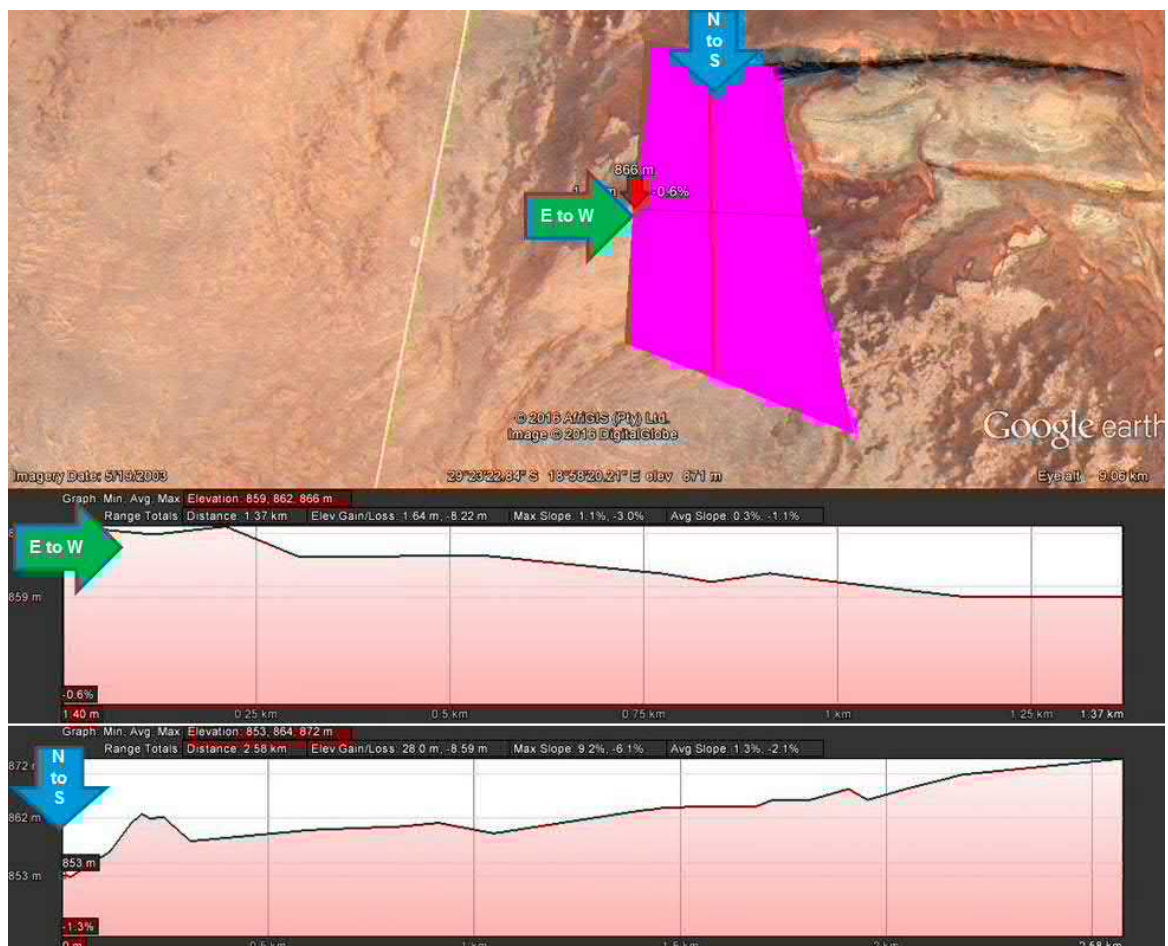 N
to
S
866 m
-0.6%
E to W
© 2016 AfriGIS (Pty) Ltd.
Image © 2016 DigitalGlobe
Google earth
Imagery Date: 5/19/2003
29°23'22.84" S 18°58'20.21" E elev 871 m
Eye alt 9.06 km
Graph: Min, Avg, Max Elevation: 859, 862, 866 m
Range Totals: Distance: 1.37 km Elev Gain/Loss: 1.64 m, -8.22 m Max Slope: 1.1%, -3.0% Avg Slope: 0.3%, -1.1%
E to W
859 m
-0.6%
1.40 m 0.25 km 0.5 km 0.75 km 1 km 1.25 km 1.37 km
Graph: Min, Avg, Max Elevation: 853, 864, 872 m
Range Totals: Distance: 2.58 km Elev Gain/Loss: 28.0 m, -8.59 m Max Slope: 9.2%, -6.1% Avg Slope: 1.3%, -2.1%
N
to
S
872 m
862 m
853 m
853 m
-1.3%
0 m 0.5 km 1 km 1.5 km 2 km 2.58 km